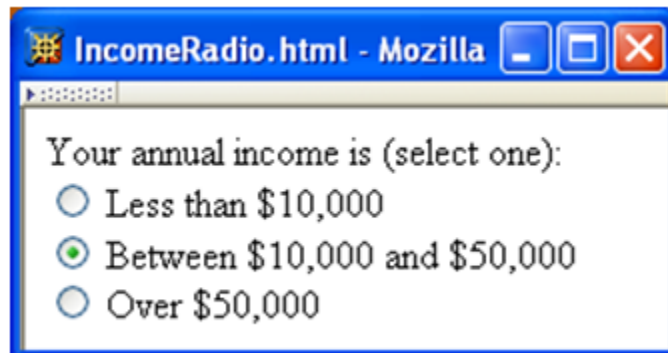 IncomeRadio.html - Mozilla
Your annual income is (select one):
Less than $10,000
Between $10,000 and $50,000
Over $50,000